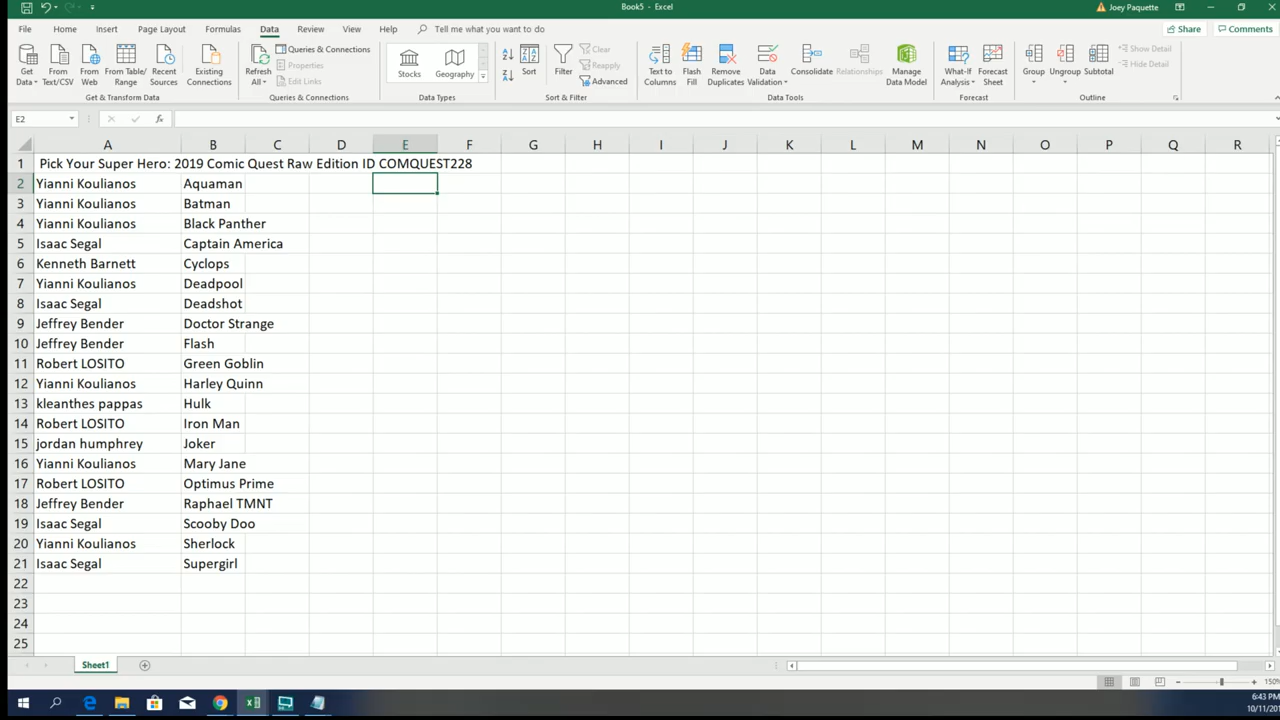 Book5 - Excel
Joey Paquette
File Home Insert Page Layout Formulas Data Review View Help Tell me what you want to do
Share Comments
Get Data
From Text/CSV
From Web
From Table/ Range
Recent Sources
Existing Connections
Get & Transform Data
Refresh All
Queries & Connections
Properties
Edit Links
Queries & Connections
Stocks
Geography
Data Types
Sort
Filter
Clear
Reapply
Advanced
Sort & Filter
Text to Columns
Flash Fill
Remove Duplicates
Data Validation
Consolidate
Relationships
Manage Data Model
Data Tools
What-If Analysis
Forecast Sheet
Forecast
Group
Ungroup
Subtotal
Show Detail
Hide Detail
Outline
E2 fx
A B C D E F G H I J K L M N O P Q R
1 Pick Your Super Hero: 2019 Comic Quest Raw Edition ID COMQUEST228
2 Yianni Koulianos Aquaman
3 Yianni Koulianos Batman
4 Yianni Koulianos Black Panther
5 Isaac Segal Captain America
6 Kenneth Barnett Cyclops
7 Yianni Koulianos Deadpool
8 Isaac Segal Deadshot
9 Jeffrey Bender Doctor Strange
10 Jeffrey Bender Flash
11 Robert LOSITO Green Goblin
12 Yianni Koulianos Harley Quinn
13 kleanthes pappas Hulk
14 Robert LOSITO Iron Man
15 jordan humphrey Joker
16 Yianni Koulianos Mary Jane
17 Robert LOSITO Optimus Prime
18 Jeffrey Bender Raphael TMNT
19 Isaac Segal Scooby Doo
20 Yianni Koulianos Sherlock
21 Isaac Segal Supergirl
22
23
24
25
Sheet1
150%
6:43 PM
10/11/201